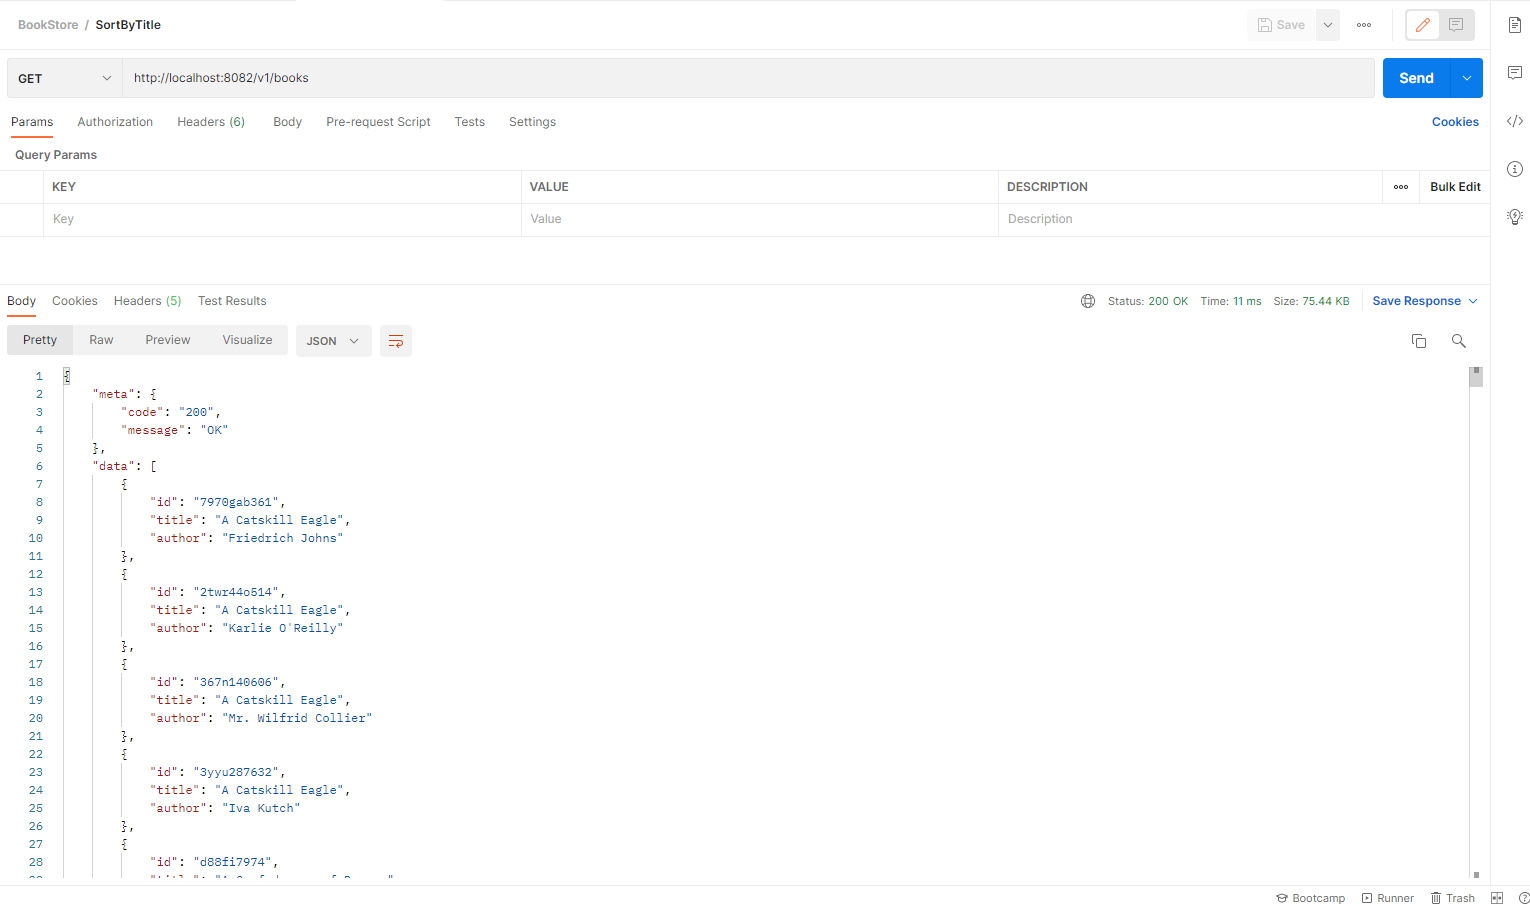 BookStore / SortByTitle
Save
GET
http://localhost:8082/v1/books
Send
Params Authorization Headers (6) Body Pre-request Script Tests Settings Cookies
Query Params
KEY VALUE DESCRIPTION Bulk Edit
Key Value Description
Body Cookies Headers (5) Test Results Status: 200 OK Time: 11 ms Size: 75.44 KB Save Response
Pretty Raw Preview Visualize JSON
1 {
2 "meta": {
3 "code": "200",
4 "message": "OK"
5 },
6 "data": [
7 {
8 "id": "7970gab361",
9 "title": "A Catskill Eagle",
10 "author": "Friedrich Johns"
11 },
12 {
13 "id": "2twr44o514",
14 "title": "A Catskill Eagle",
15 "author": "Karlie O'Reilly"
16 },
17 {
18 "id": "367n140606",
19 "title": "A Catskill Eagle",
20 "author": "Mr. Wilfrid Collier"
21 },
22 {
23 "id": "3yyu287632",
24 "title": "A Catskill Eagle",
25 "author": "Iva Kutch"
26 },
27 {
28 "id": "d88fi7974",
Bootcamp Runner Trash